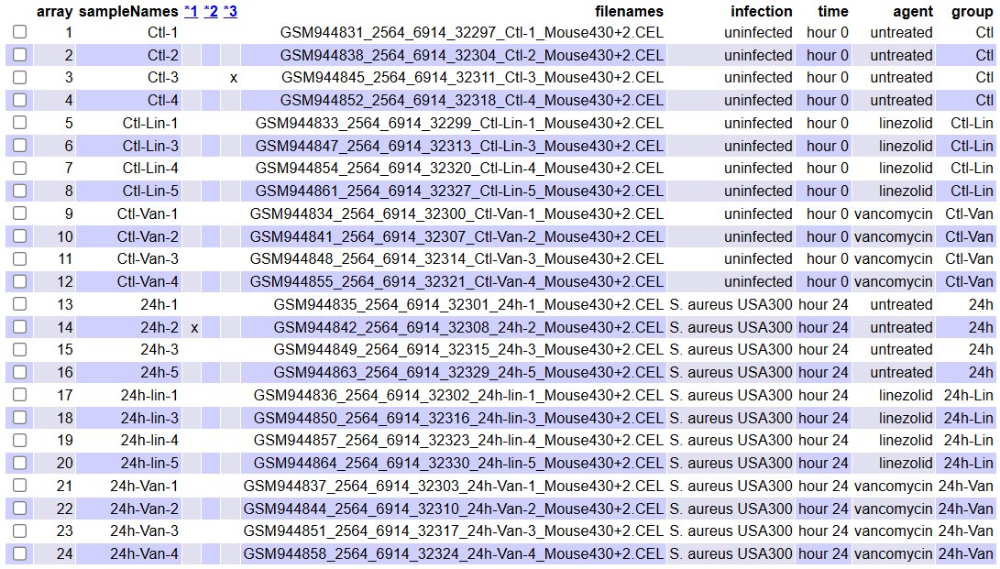 array sampleNames *1 *2 *3 filenames infection time agent group
1 Ctl-1 GSM944831_2564_6914_32297_Ctl-1_Mouse430+2.CEL uninfected hour 0 untreated Ctl
2 Ctl-2 GSM944838_2564_6914_32304_Ctl-2_Mouse430+2.CEL uninfected hour 0 untreated Ctl
3 Ctl-3 x GSM944845_2564_6914_32311_Ctl-3_Mouse430+2.CEL uninfected hour 0 untreated Ctl
4 Ctl-4 GSM944852_2564_6914_32318_Ctl-4_Mouse430+2.CEL uninfected hour 0 untreated Ctl
5 Ctl-Lin-1 GSM944833_2564_6914_32299_Ctl-Lin-1_Mouse430+2.CEL uninfected hour 0 linezolid Ctl-Lin
6 Ctl-Lin-3 GSM944847_2564_6914_32313_Ctl-Lin-3_Mouse430+2.CEL uninfected hour 0 linezolid Ctl-Lin
7 Ctl-Lin-4 GSM944854_2564_6914_32320_Ctl-Lin-4_Mouse430+2.CEL uninfected hour 0 linezolid Ctl-Lin
8 Ctl-Lin-5 GSM944861_2564_6914_32327_Ctl-Lin-5_Mouse430+2.CEL uninfected hour 0 linezolid Ctl-Lin
9 Ctl-Van-1 GSM944834_2564_6914_32300_Ctl-Van-1_Mouse430+2.CEL uninfected hour 0 vancomycin Ctl-Van
10 Ctl-Van-2 GSM944841_2564_6914_32307_Ctl-Van-2_Mouse430+2.CEL uninfected hour 0 vancomycin Ctl-Van
11 Ctl-Van-3 GSM944848_2564_6914_32314_Ctl-Van-3_Mouse430+2.CEL uninfected hour 0 vancomycin Ctl-Van
12 Ctl-Van-4 GSM944855_2564_6914_32321_Ctl-Van-4_Mouse430+2.CEL uninfected hour 0 vancomycin Ctl-Van
13 24h-1 GSM944835_2564_6914_32301_24h-1_Mouse430+2.CEL S. aureus USA300 hour 24 untreated 24h
14 24h-2 x GSM944842_2564_6914_32308_24h-2_Mouse430+2.CEL S. aureus USA300 hour 24 untreated 24h
15 24h-3 GSM944849_2564_6914_32315_24h-3_Mouse430+2.CEL S. aureus USA300 hour 24 untreated 24h
16 24h-5 GSM944863_2564_6914_32329_24h-5_Mouse430+2.CEL S. aureus USA300 hour 24 untreated 24h
17 24h-lin-1 GSM944836_2564_6914_32302_24h-lin-1_Mouse430+2.CEL S. aureus USA300 hour 24 linezolid 24h-Lin
18 24h-lin-3 GSM944850_2564_6914_32316_24h-lin-3_Mouse430+2.CEL S. aureus USA300 hour 24 linezolid 24h-Lin
19 24h-lin-4 GSM944857_2564_6914_32323_24h-lin-4_Mouse430+2.CEL S. aureus USA300 hour 24 linezolid 24h-Lin
20 24h-lin-5 GSM944864_2564_6914_32330_24h-lin-5_Mouse430+2.CEL S. aureus USA300 hour 24 linezolid 24h-Lin
21 24h-Van-1 GSM944837_2564_6914_32303_24h-Van-1_Mouse430+2.CEL S. aureus USA300 hour 24 vancomycin 24h-Van
22 24h-Van-2 GSM944844_2564_6914_32310_24h-Van-2_Mouse430+2.CEL S. aureus USA300 hour 24 vancomycin 24h-Van
23 24h-Van-3 GSM944851_2564_6914_32317_24h-Van-3_Mouse430+2.CEL S. aureus USA300 hour 24 vancomycin 24h-Van
24 24h-Van-4 GSM944858_2564_6914_32324_24h-Van-4_Mouse430+2.CEL S. aureus USA300 hour 24 vancomycin 24h-Van